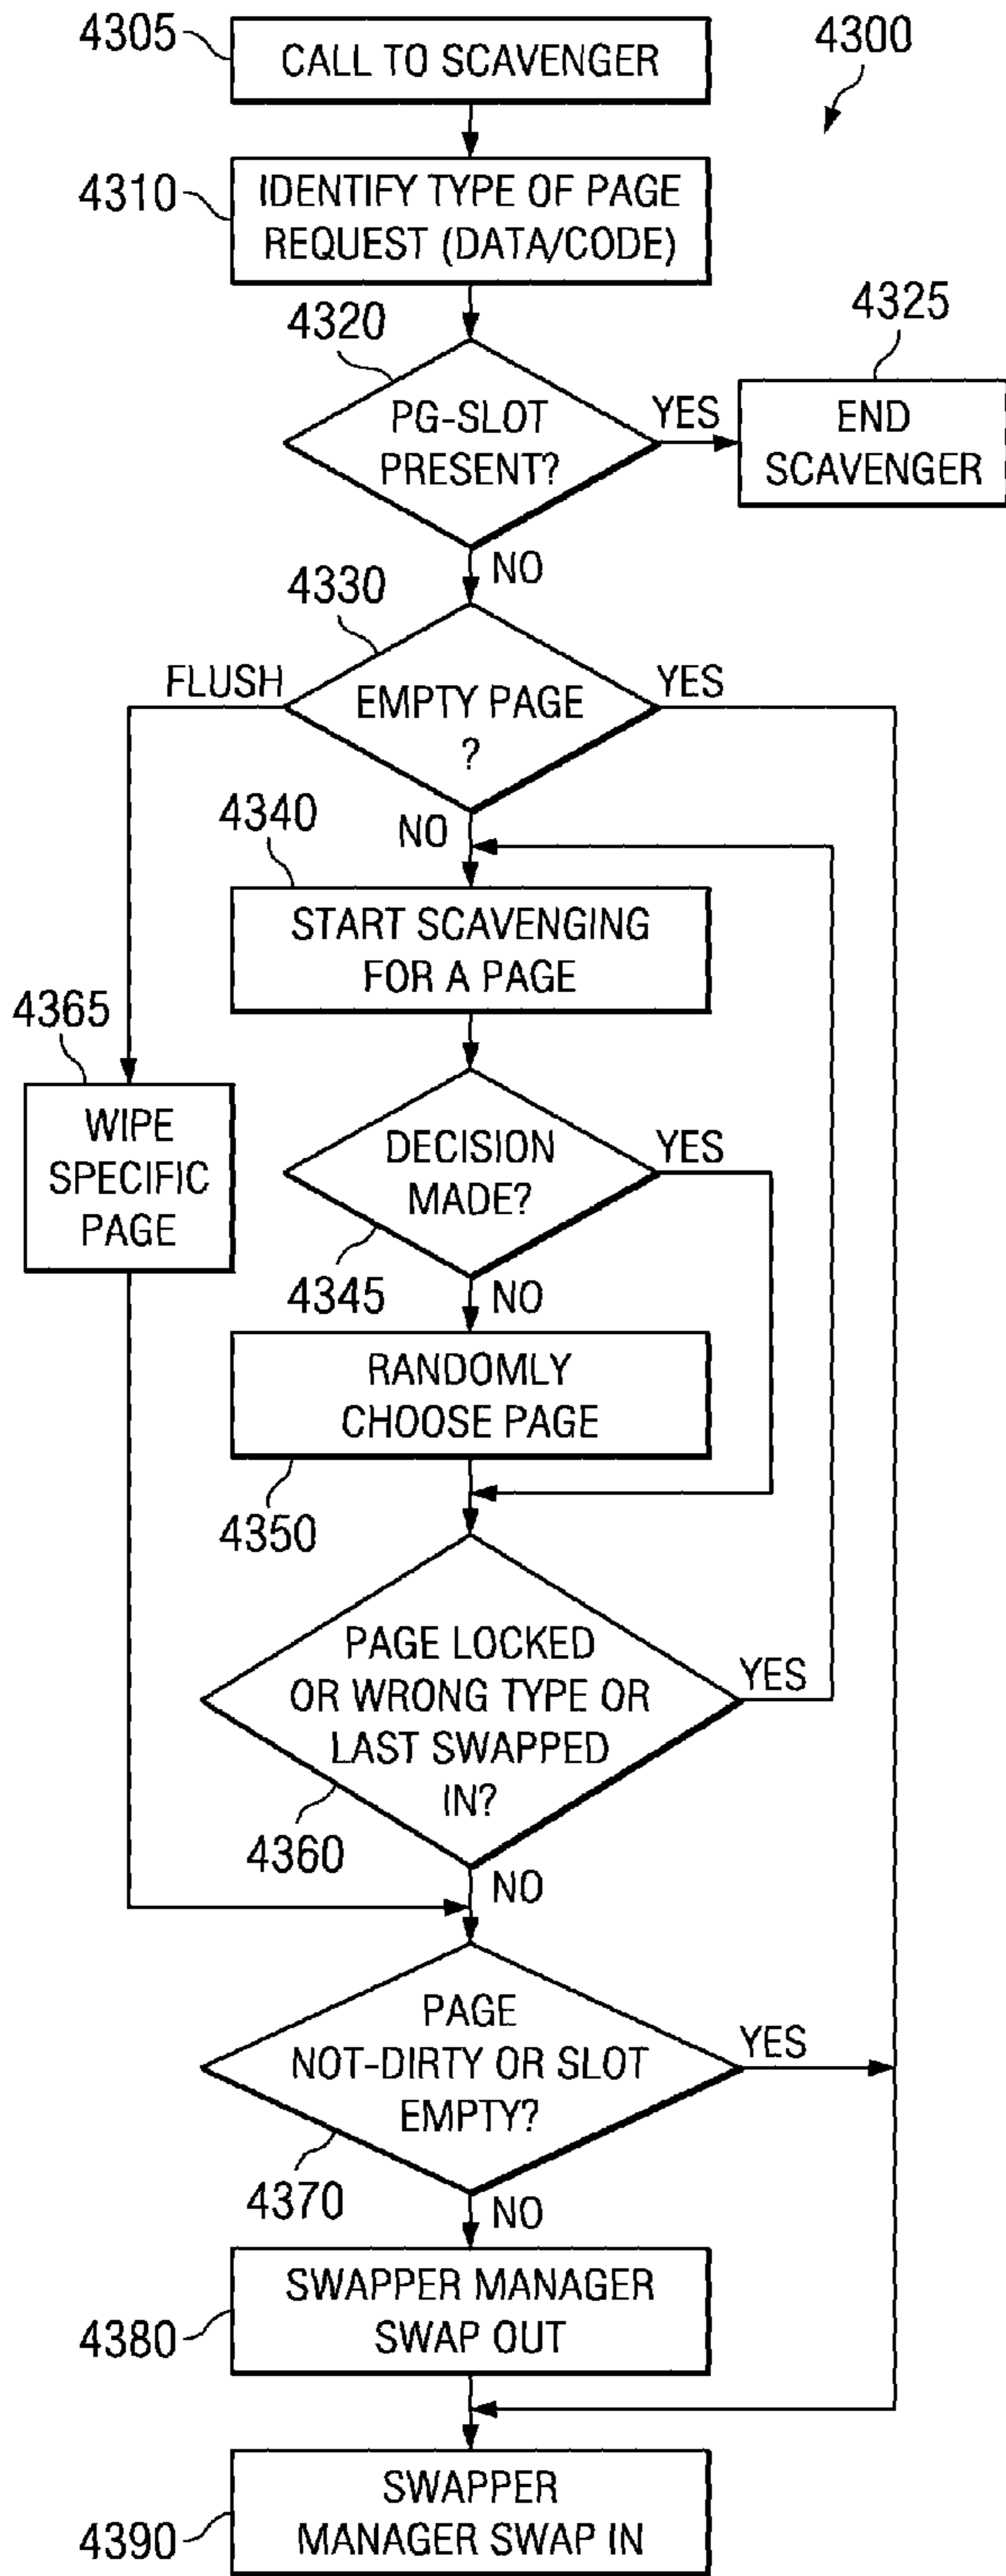 4305
CALL TO SCAVENGER
4300
4310
IDENTIFY TYPE OF PAGE
REQUEST (DATA/CODE)
4320
4325
PG-SLOT
PRESENT?
YES
END
SCAVENGER
NO
4330
FLUSH
EMPTY PAGE
?
YES
4340
NO
START SCAVENGING
FOR A PAGE
4365
WIPE
SPECIFIC
PAGE
DECISION
MADE?
YES
4345
NO
RANDOMLY
CHOOSE PAGE
4350
PAGE LOCKED
OR WRONG TYPE OR
LAST SWAPPED
IN?
YES
4360
NO
PAGE
NOT-DIRTY OR SLOT
EMPTY?
YES
4370
NO
SWAPPER MANAGER
SWAP OUT
4380
SWAPPER
MANAGER SWAP IN
4390